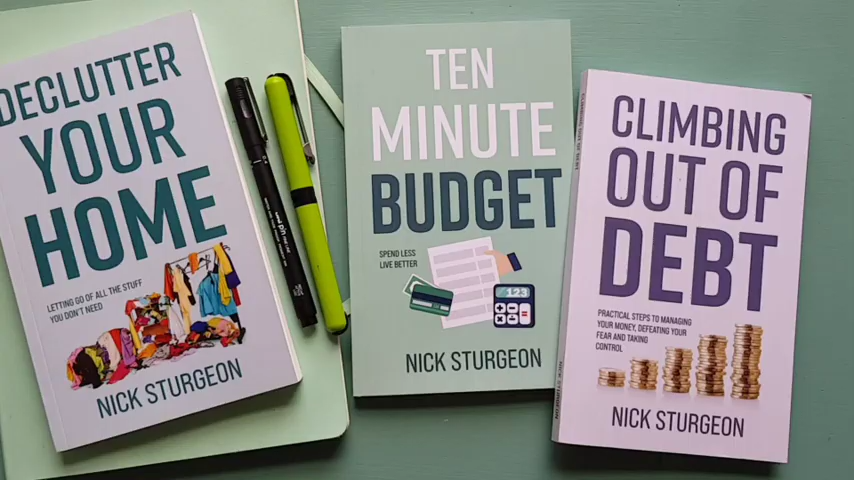 DECLUTTER
YOUR
HOME
LETTING GO OF ALL THE STUFF
YOU DON'T NEED
NICK STURGEON
TEN
MINUTE
BUDGET
SPEND LESS
LIVE BETTER
123
NICK STURGEON
CLIMBING
OUT OF
DEBT
PRACTICAL STEPS TO MANAGING
YOUR MONEY, DEFEATING YOUR
FEAR AND TAKING
CONTROL
NICK STURGEON